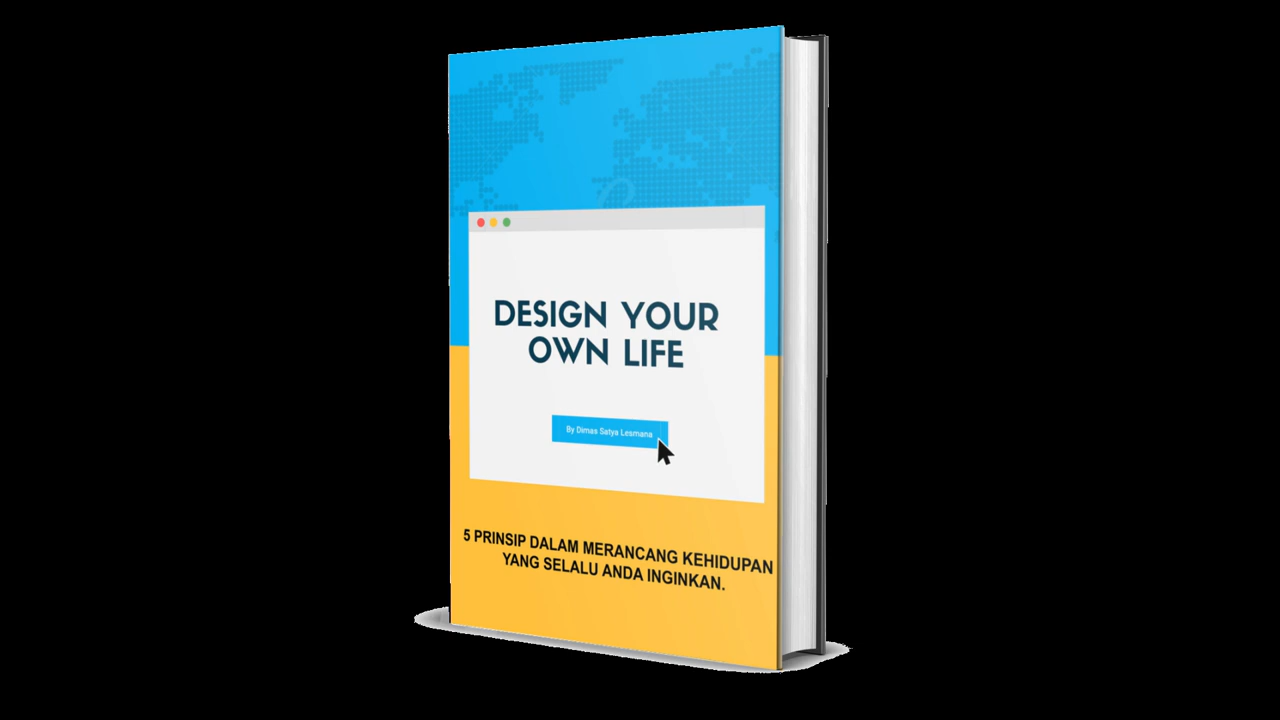 DESIGN YOUR
OWN LIFE
By Dimas Satya Lesmana
5 PRINSIP DALAM MERANCANG KEHIDUPAN
YANG SELALU ANDA INGINKAN.